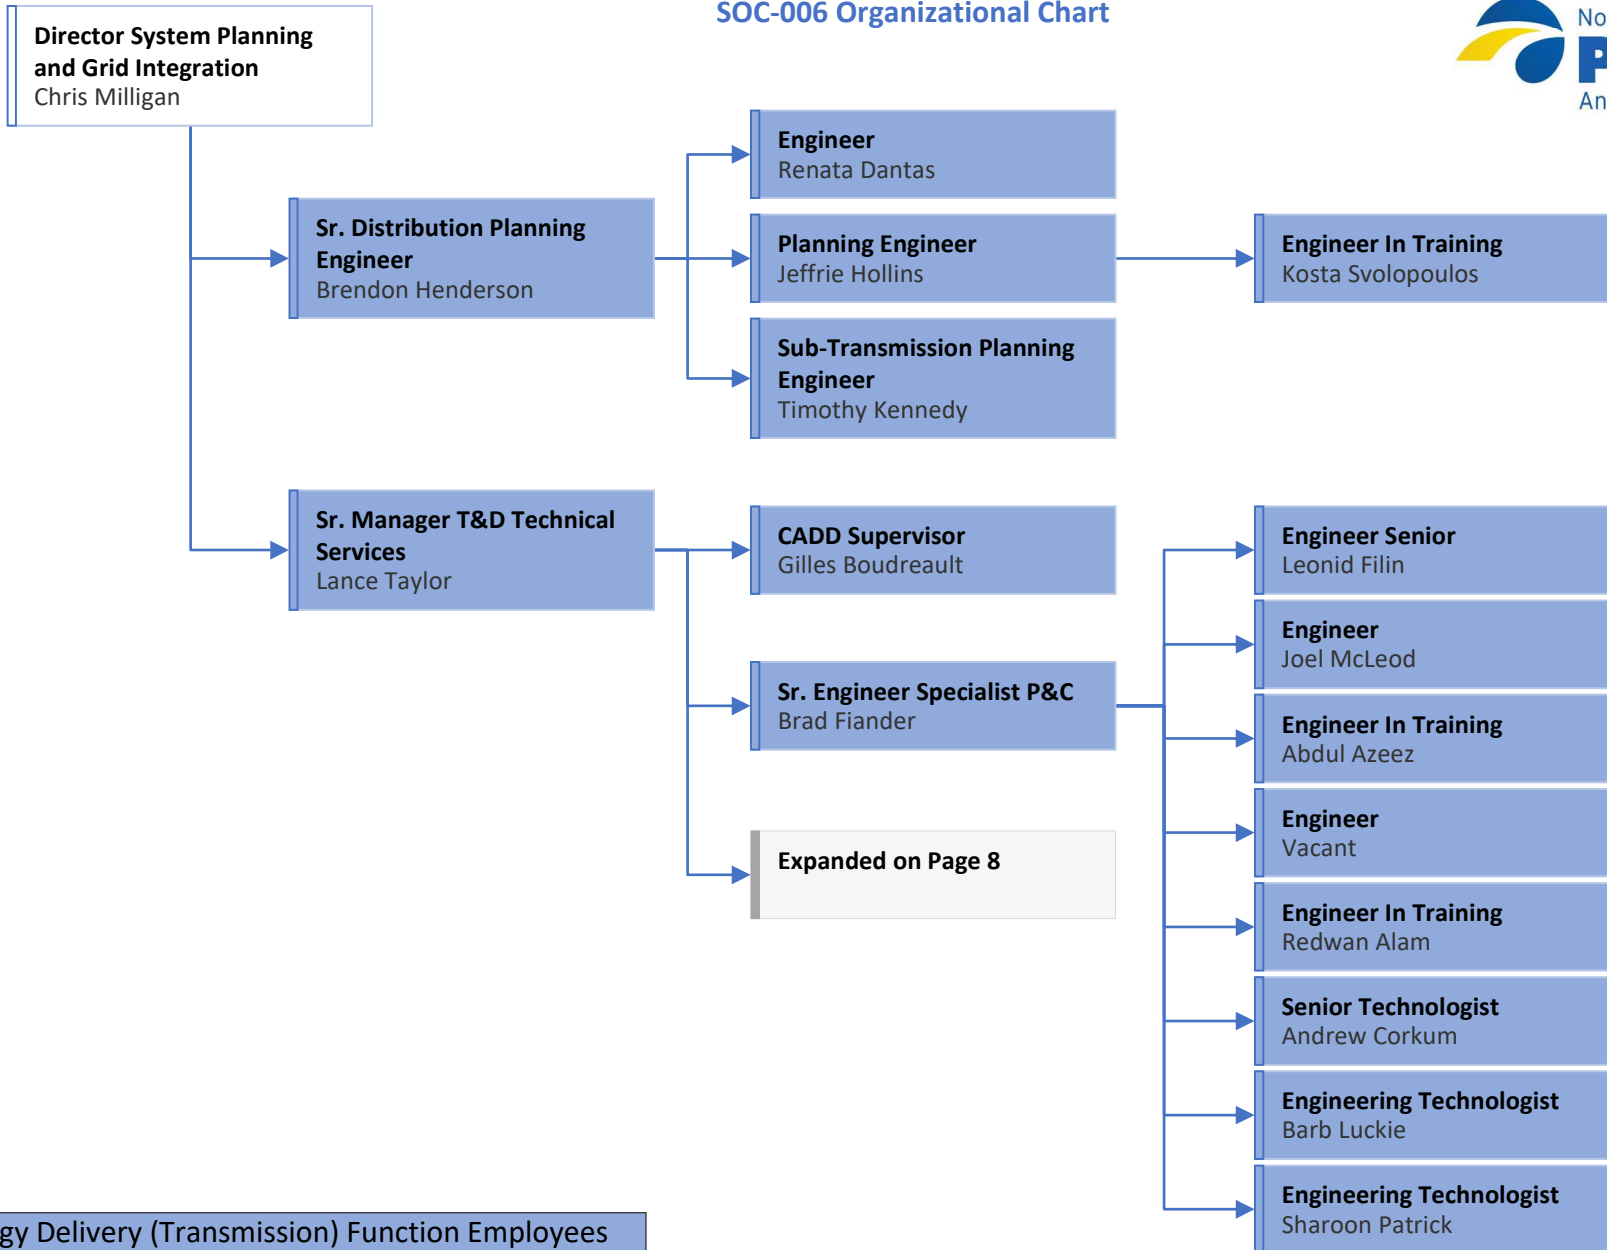 SOC-006 Organizational Chart
No
P
An
Director System Planning
and Grid Integration
Chris Milligan
Sr. Distribution Planning
Engineer
Brendon Henderson
Engineer
Renata Dantas
Planning Engineer
Jeffrie Hollins
Engineer In Training
Kosta Svolopoulos
Sub-Transmission Planning
Engineer
Timothy Kennedy
Sr. Manager T&D Technical
Services
Lance Taylor
CADD Supervisor
Gilles Boudreault
Sr. Engineer Specialist P&C
Brad Fiander
Expanded on Page 8
Engineer Senior
Leonid Filin
Engineer
Joel McLeod
Engineer In Training
Abdul Azeez
Engineer
Vacant
Engineer In Training
Redwan Alam
Senior Technologist
Andrew Corkum
Engineering Technologist
Barb Luckie
Engineering Technologist
Sharoon Patrick
gy Delivery (Transmission) Function Employees